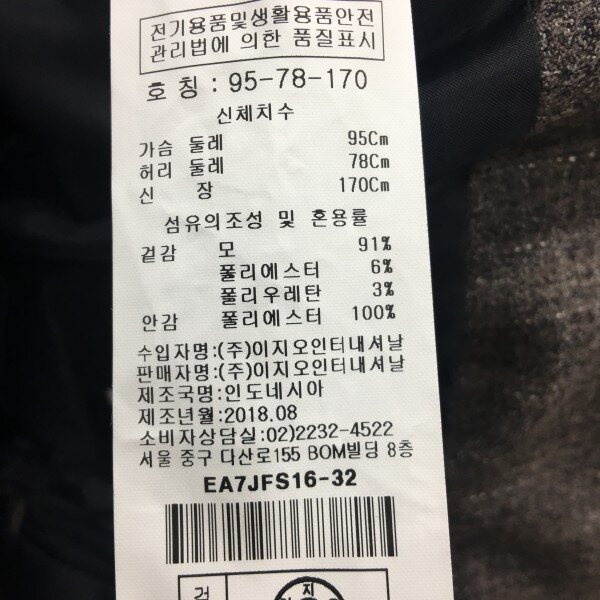 전기용품및생활용품안전
관리법에 의한 품질표시
호 칭 : 95-78-170
신체치수
가슴 둘레 95Cm
허리 둘레 78Cm
신 장 170Cm
섬유의조성 및 혼용률
겉감 모 91%
폴리에스터 6%
폴리우레탄 3%
안감 폴리에스터 100%
수입자명:(주)이지오인터내셔날
판매자명:(주)이지오인터내셔날
제조국명:인도네시아
제조년월:2018.08
소비자상담실:02)2232-4522
서울 중구 다산로155 BOM빌딩 8층
EA7JFS16-32
검 지